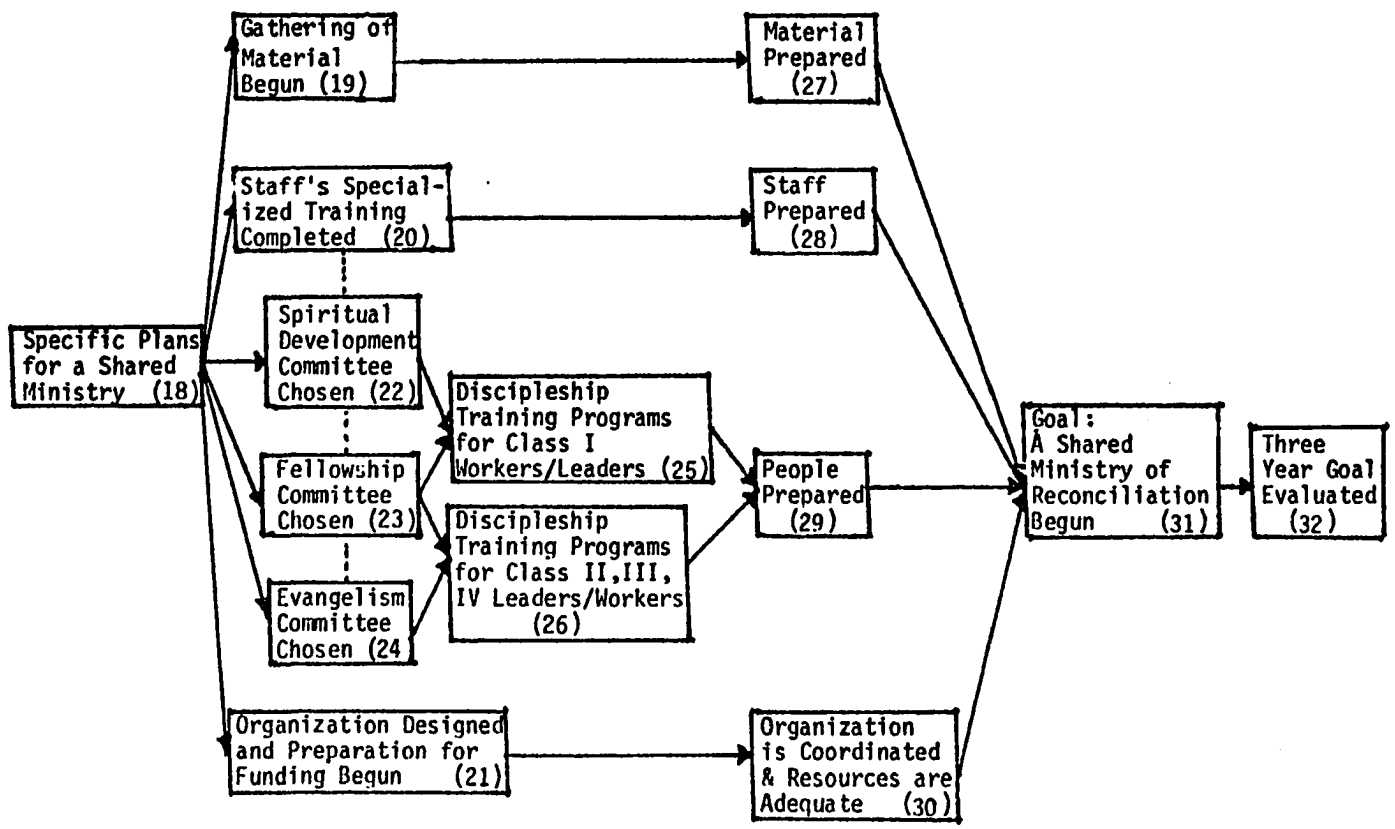 Gathering of
Material
Begun (19)
Material
Prepared
(27)
Staff's Special-
ized Training
Completed (20)
Staff
Prepared
(28)
Specific Plans
for a Shared
Ministry (18)
Spiritual
Development
Committee
Chosen (22)
Fellowship
Committee
Chosen (23)
Evangelism
Committee
Chosen (24
Discipleship
Training Programs
for Class I
Workers/Leaders (25)
Discipleship
Training Programs
for Class II,III,
IV Leaders/Workers
(26)
People
Prepared
(29)
Goal:
A Shared
Ministry of
Reconciliation
Begun (31)
Three
Year Goal
Evaluated
(32)
Organization Designed
and Preparation for
Funding Begun (21)
Organization
is Coordinated
& Resources are
Adequate (30)